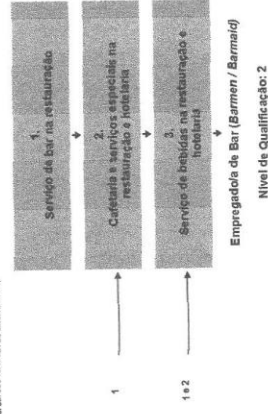 1.
Serviço de bar na restauração
2.
Cafetaria e serviços especiais na
restauração e hotelaria
3.
Serviço de bebidas na restauração e
hotelaria
1
1 e 2
Empregado/a de Bar (Barmen / Barmaid)
Nível de Qualificação: 2